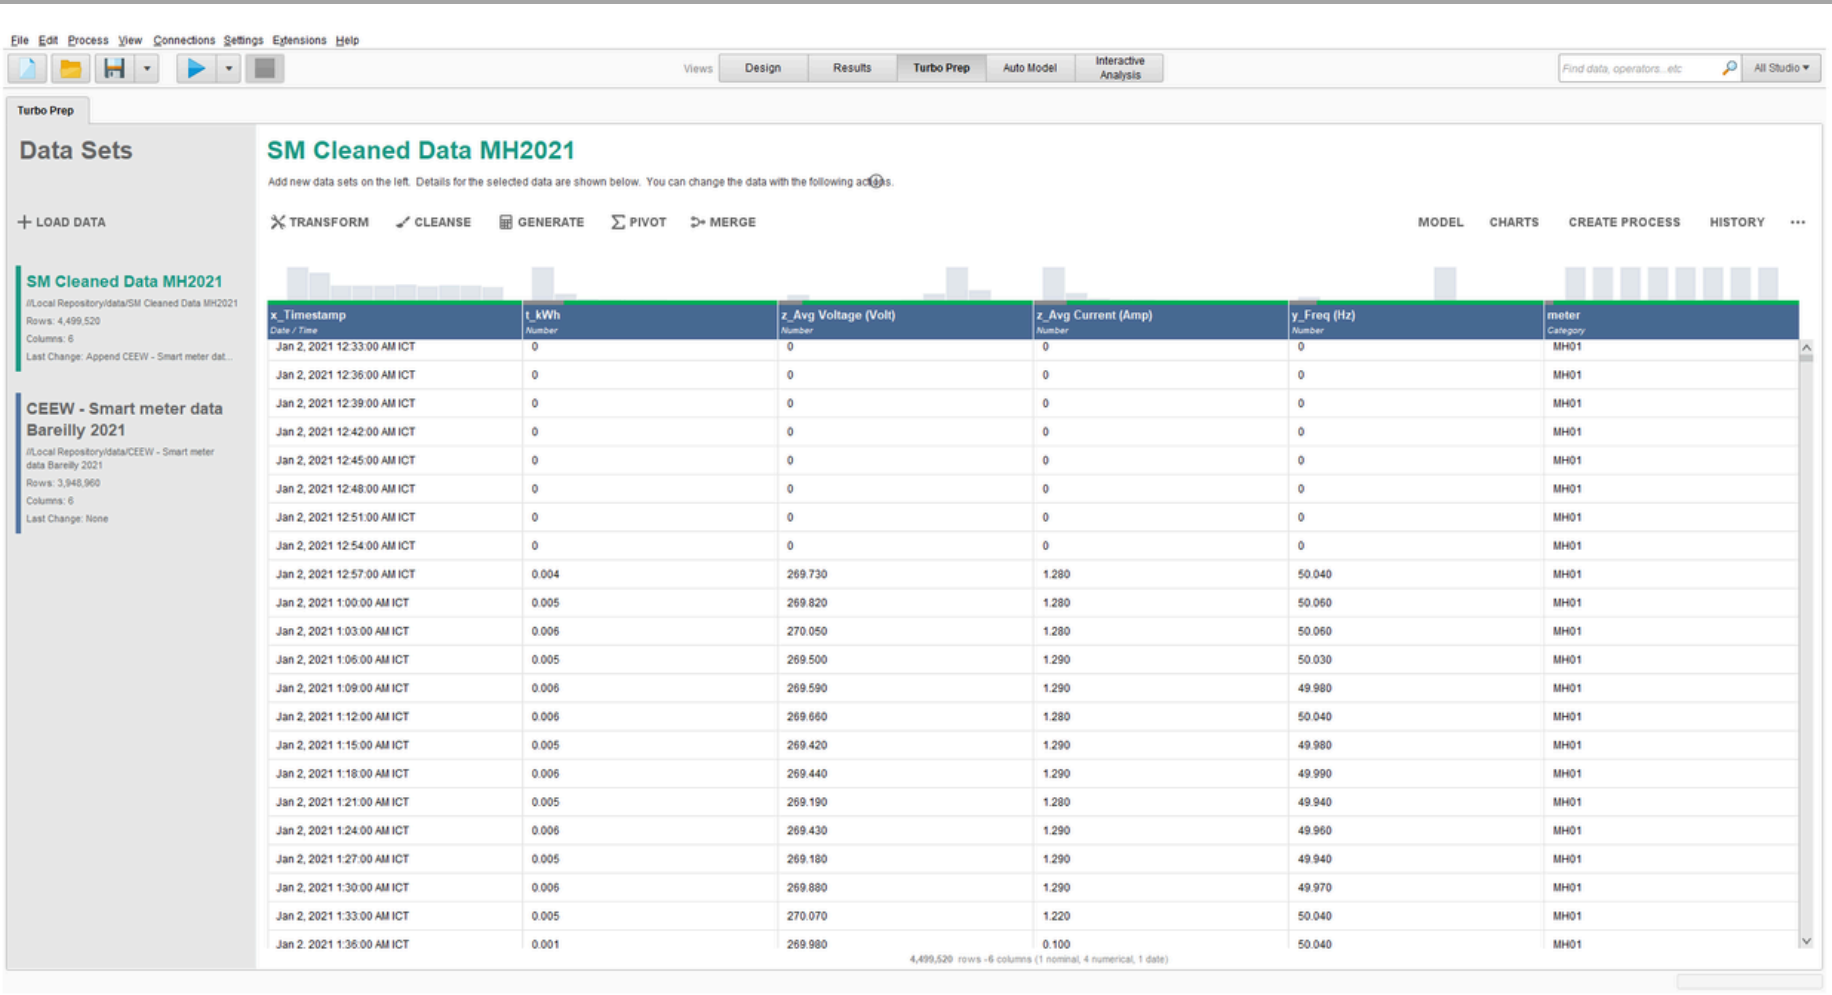 File Edit Process View Connections Settings Extensions Help
Views Design Results Turbo Prep Auto Model Interactive Analysis Find data, operators...etc All Studio
Turbo Prep
Data Sets
LOAD DATA
SM Cleaned Data MH2021
//Local Repository/data/SM Cleaned Data MH2021
Rows: 4,499,520
Columns: 6
Last Change: Append CEEW - Smart meter dat...
CEEW - Smart meter data
Bareilly 2021
//Local Repository/data/CEEW - Smart meter
data Bareilly 2021
Rows: 3,948,960
Columns: 6
Last Change: None
SM Cleaned Data MH2021
Add new data sets on the left. Details for the selected data are shown below. You can change the data with the following actions.
TRANSFORM CLEANSE GENERATE PIVOT MERGE MODEL CHARTS CREATE PROCESS HISTORY ...
x_Timestamp t_kWh z_Avg Voltage (Volt) z_Avg Current (Amp) y_Freq (Hz) meter
Date / Time Number Number Number Number Category
Jan 2, 2021 12:33:00 AM ICT 0 0 0 0 MH01
Jan 2, 2021 12:36:00 AM ICT 0 0 0 0 MH01
Jan 2, 2021 12:39:00 AM ICT 0 0 0 0 MH01
Jan 2, 2021 12:42:00 AM ICT 0 0 0 0 MH01
Jan 2, 2021 12:45:00 AM ICT 0 0 0 0 MH01
Jan 2, 2021 12:48:00 AM ICT 0 0 0 0 MH01
Jan 2, 2021 12:51:00 AM ICT 0 0 0 0 MH01
Jan 2, 2021 12:54:00 AM ICT 0 0 0 0 MH01
Jan 2, 2021 12:57:00 AM ICT 0.004 269.730 1.280 50.040 MH01
Jan 2, 2021 1:00:00 AM ICT 0.005 269.820 1.280 50.060 MH01
Jan 2, 2021 1:03:00 AM ICT 0.006 270.050 1.280 50.060 MH01
Jan 2, 2021 1:06:00 AM ICT 0.005 269.500 1.290 50.030 MH01
Jan 2, 2021 1:09:00 AM ICT 0.006 269.590 1.290 49.980 MH01
Jan 2, 2021 1:12:00 AM ICT 0.006 269.660 1.280 50.040 MH01
Jan 2, 2021 1:15:00 AM ICT 0.005 269.420 1.290 49.980 MH01
Jan 2, 2021 1:18:00 AM ICT 0.006 269.440 1.290 49.990 MH01
Jan 2, 2021 1:21:00 AM ICT 0.005 269.190 1.280 49.940 MH01
Jan 2, 2021 1:24:00 AM ICT 0.006 269.430 1.290 49.960 MH01
Jan 2, 2021 1:27:00 AM ICT 0.005 269.180 1.290 49.940 MH01
Jan 2, 2021 1:30:00 AM ICT 0.006 269.880 1.290 49.970 MH01
Jan 2, 2021 1:33:00 AM ICT 0.005 270.070 1.220 50.040 MH01
Jan 2, 2021 1:36:00 AM ICT 0.001 269.980 0.100 50.040 MH01
4,499,520 rows -6 columns (1 nominal, 4 numerical, 1 date)